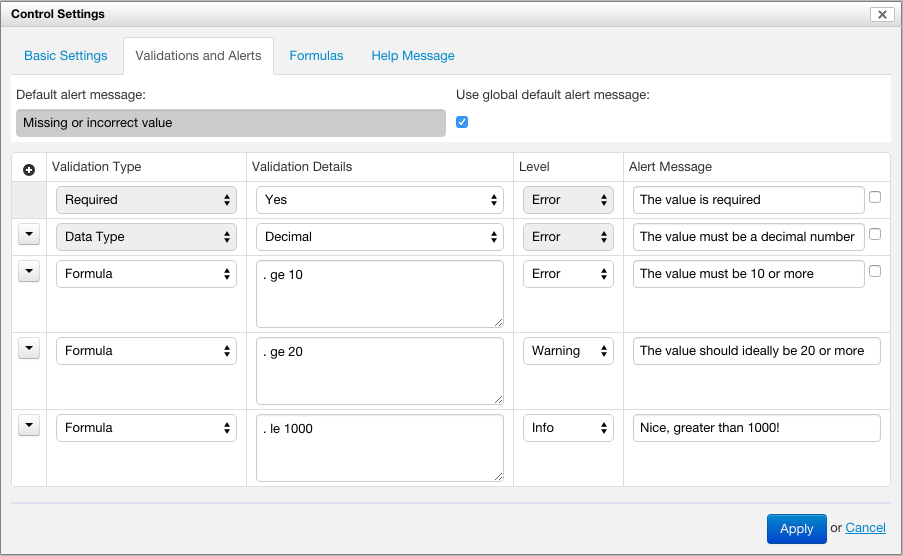 Control Settings
Basic Settings Validations and Alerts Formulas Help Message
Default alert message: Use global default alert message:
Missing or incorrect value
Validation Type Validation Details Level Alert Message
Required Yes Error The value is required
Data Type Decimal Error The value must be a decimal number
Formula . ge 10 Error The value must be 10 or more
Formula . ge 20 Warning The value should ideally be 20 or more
Formula . le 1000 Info Nice, greater than 1000!
Apply or Cancel